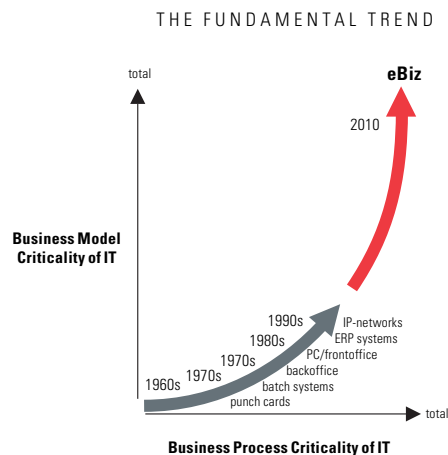 THE FUNDAMENTAL TREND
total
eBiz
2010
Business Model
Criticality of IT
1990s
1980s
1970s
1970s
1960s
IP-networks
ERP systems
PC/frontoffice
backoffice
batch systems
punch cards
total
Business Process Criticality of IT